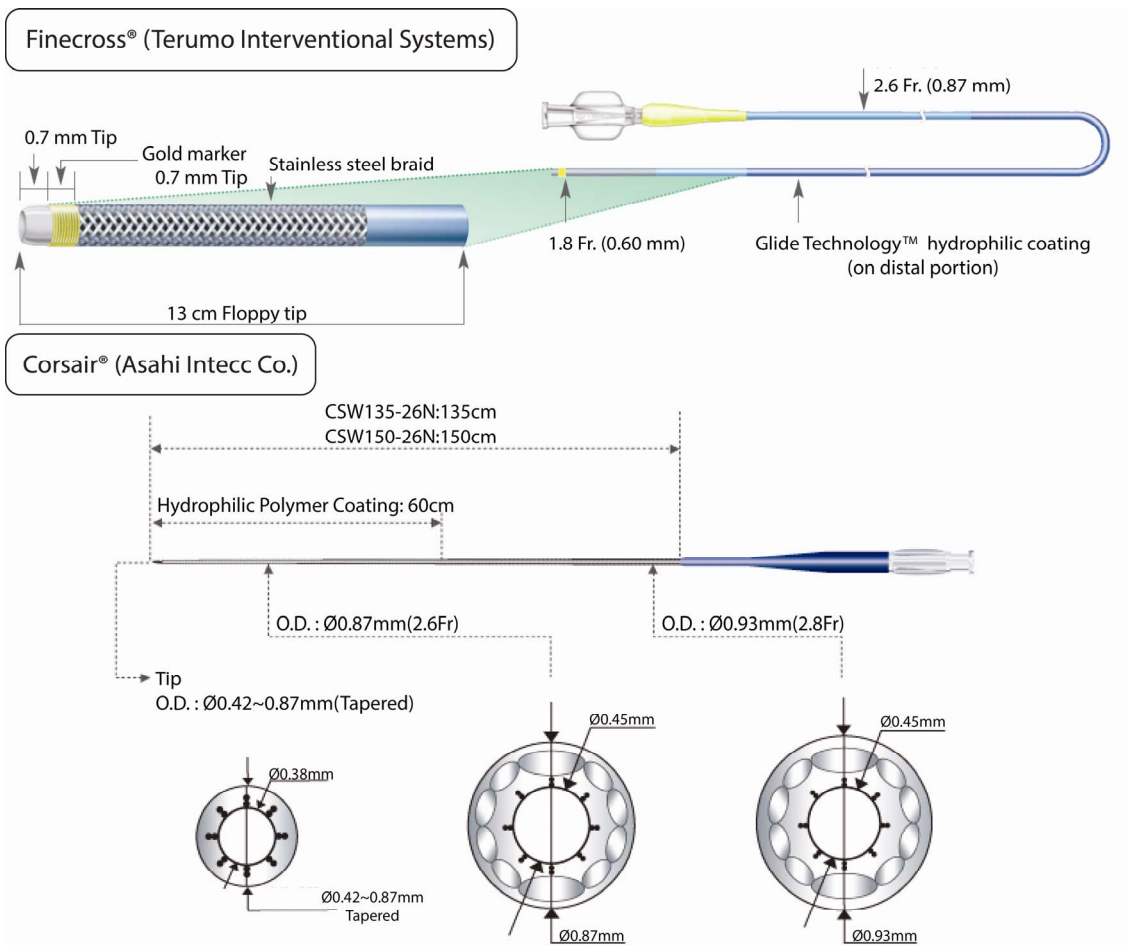 Finecross® (Terumo Interventional Systems)
2.6 Fr. (0.87 mm)
0.7 mm Tip
Gold marker
0.7 mm Tip
Stainless steel braid
1.8 Fr. (0.60 mm)
Glide Technology™ hydrophilic coating
(on distal portion)
13 cm Floppy tip
Corsair® (Asahi Intecc Co.)
CSW135-26N:135cm
CSW150-26N:150cm
Hydrophilic Polymer Coating: 60cm
O.D. : Ø0.87mm(2.6Fr)
O.D. : Ø0.93mm(2.8Fr)
Tip
O.D. : Ø0.42~0.87mm(Tapered)
Ø0.38mm
Ø0.45mm
Ø0.45mm
Ø0.42~0.87mm
Tapered
Ø0.87mm
Ø0.93mm